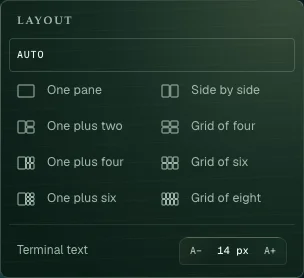 LAYOUT
AUTO
One pane Side by side
One plus two Grid of four
One plus four Grid of six
One plus six Grid of eight
Terminal text A− 14 px A+